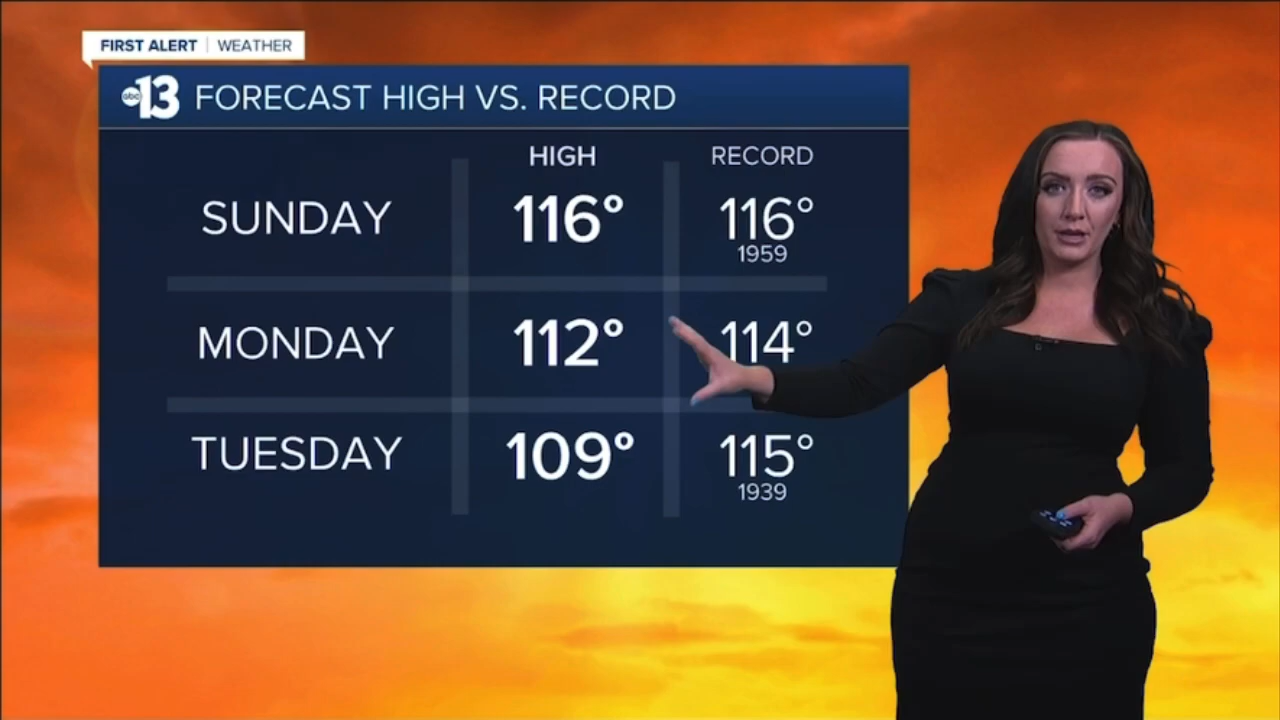 FIRST ALERT | WEATHER
abc 13 FORECAST HIGH VS. RECORD
HIGH RECORD
SUNDAY 116° 116°
1959
MONDAY 112° 114°
TUESDAY 109° 115°
1939